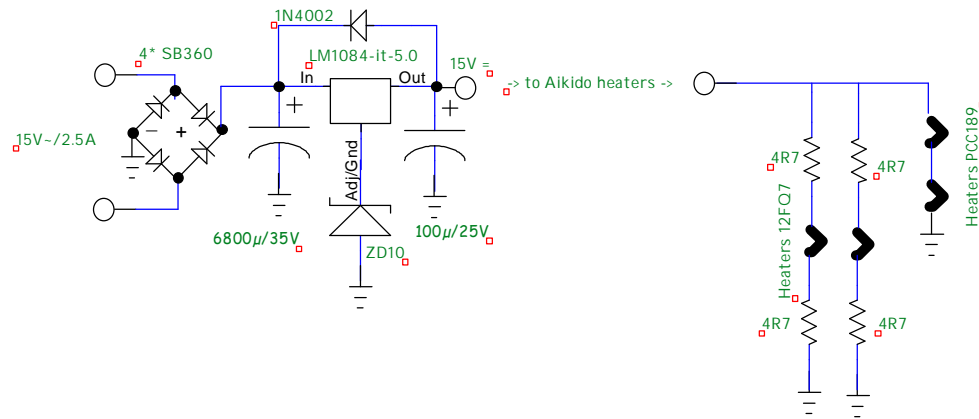 1N4002
4* SB360
LM1084-it-5.0
In
Out
15V =
-> to Aikido heaters ->
+
+
- +
15V~/2.5A
Adj/Gnd
6800µ/35V
100µ/25V
ZD10
4R7
4R7
Heaters PCC189
Heaters 12FQ7
4R7
4R7